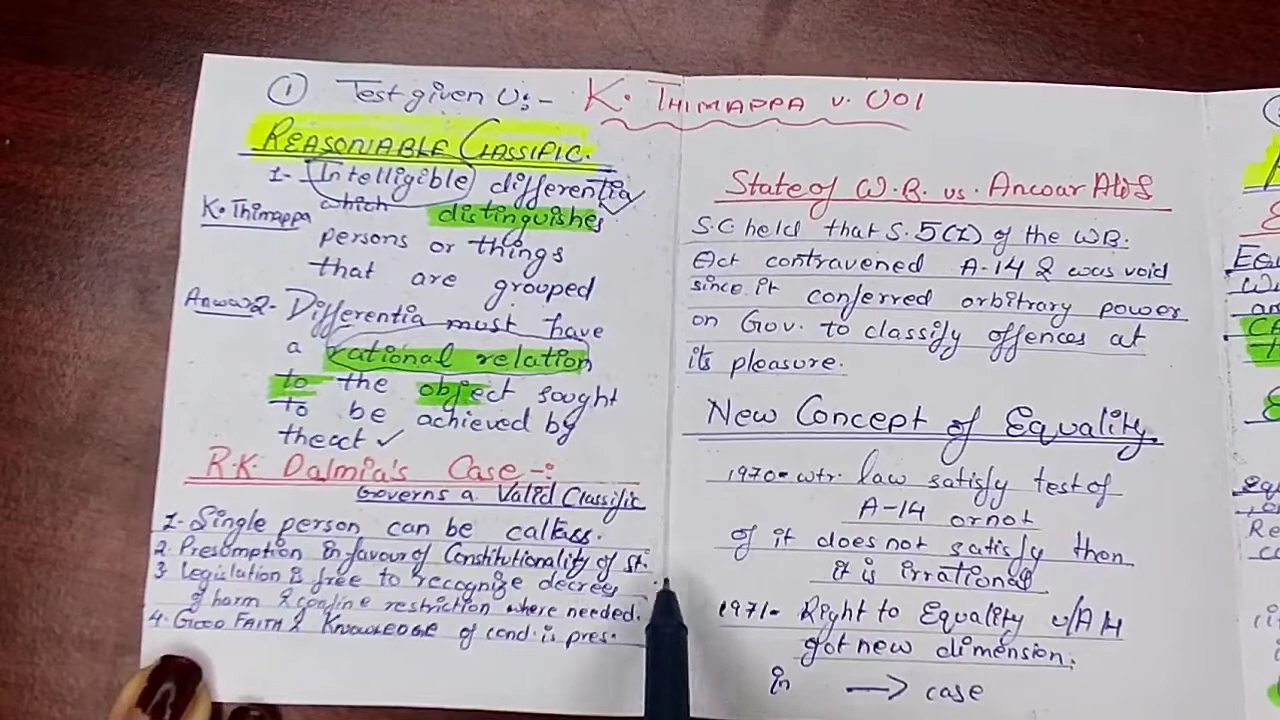 ① Test given U:- K. THIMAPPA v. UOI
REASONABLE CLASSIFIC.
1- Intelligible differentia
K. Thimappa which distinguishes
persons or things
that are grouped
Anwar 2- Differentia must have
a rational relation
to the object sought
to be achieved by
the act ✓
R.K. Dalmia's Case -:
Governs a Valid Classific
1- Single person can be
2. Presumption in favour of Constitutionality of st.
3 legislation is free to recognize decrees
of harm & confine restriction where needed.
4. GOOD FAITH & KNOWLEDGE of cond. is pres.
State of W.B. vs. Anwar Ali S
S.C. held that S. 5(1) of the WB.
Act contravened A-14 & was void
since it conferred arbitrary power
on Gov. to classify offences at
its pleasure.
New Concept of Equality
1970- wtr. law satisfy test of
A-14 or not
if it does not satisfy then
it is irrational
1971- Right to Equality u/A 14
got new dimension.
in → case